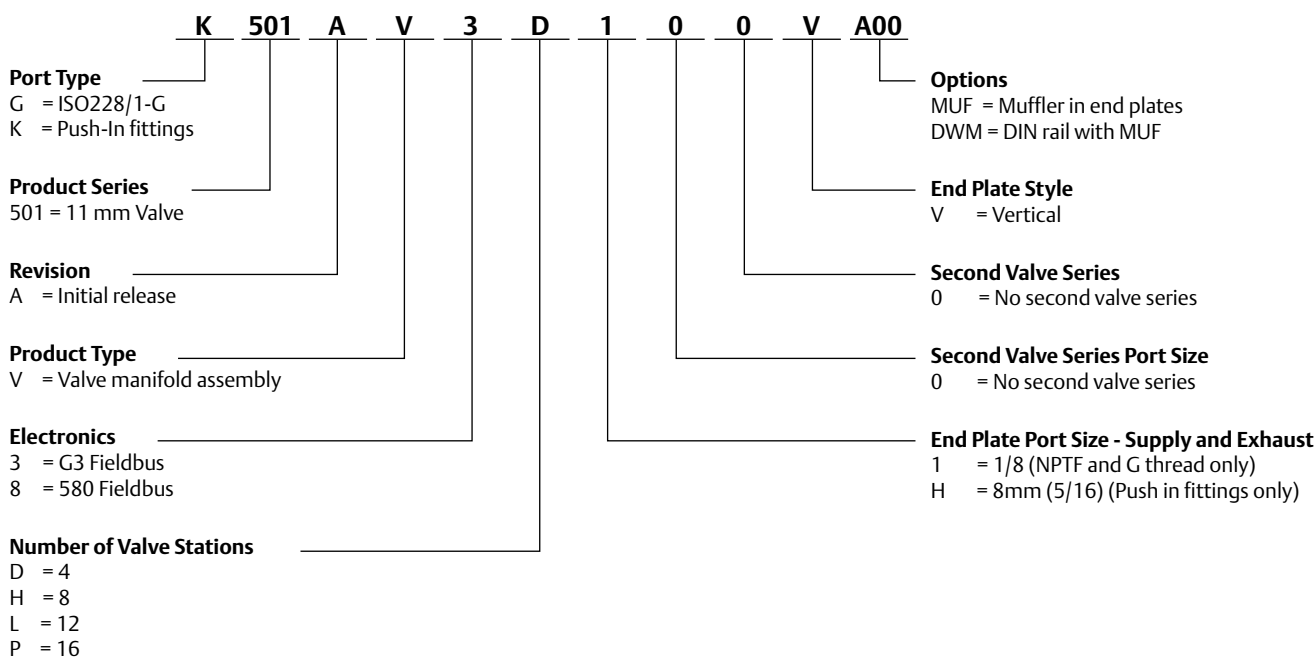 K 501 A V 3 D 1 0 0 V A00
Port Type
G = ISO228/1-G
K = Push-In fittings
Product Series
501 = 11 mm Valve
Revision
A = Initial release
Product Type
V = Valve manifold assembly
Electronics
3 = G3 Fieldbus
8 = 580 Fieldbus
Number of Valve Stations
D = 4
H = 8
L = 12
P = 16
Options
MUF = Muffler in end plates
DWM = DIN rail with MUF
End Plate Style
V = Vertical
Second Valve Series
0 = No second valve series
Second Valve Series Port Size
0 = No second valve series
End Plate Port Size - Supply and Exhaust
1 = 1/8 (NPTF and G thread only)
H = 8mm (5/16) (Push in fittings only)